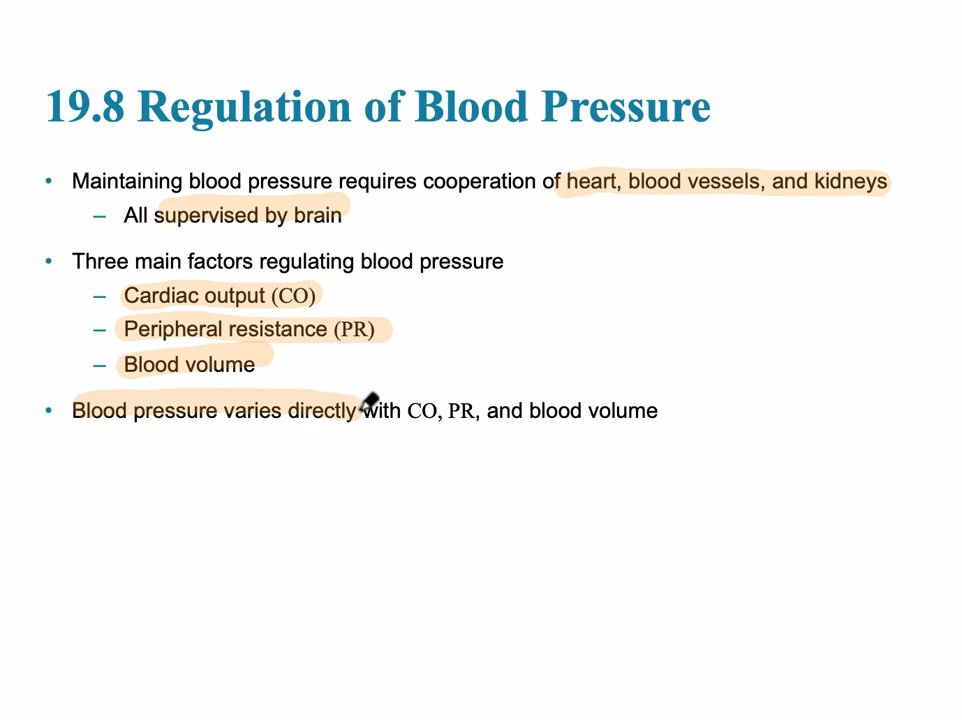 19.8 Regulation of Blood Pressure
• Maintaining blood pressure requires cooperation of heart, blood vessels, and kidneys
– All supervised by brain
• Three main factors regulating blood pressure
– Cardiac output (CO)
– Peripheral resistance (PR)
– Blood volume
• Blood pressure varies directly with CO, PR, and blood volume